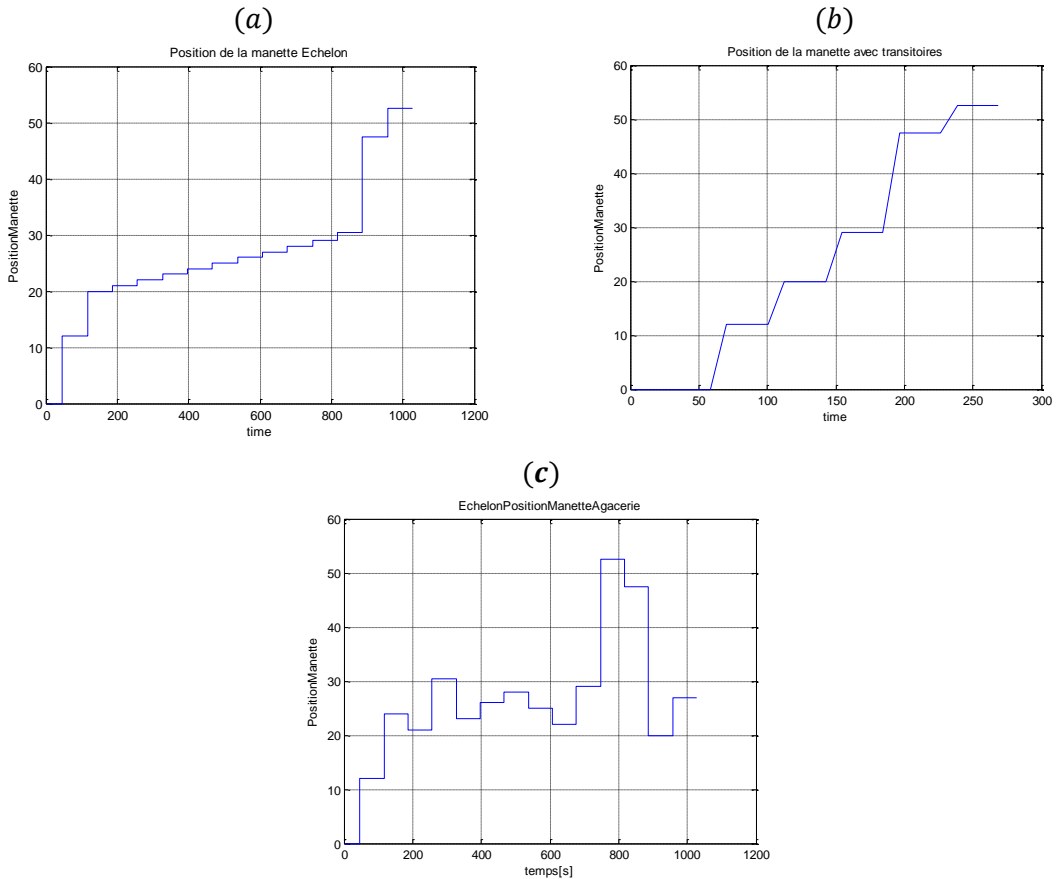 (a)
Position de la manette Echelon
PositionManette
60
50
40
30
20
10
0
0 200 400 600 800 1000 1200
time
(b)
Position de la manette avec transitoires
PositionManette
60
50
40
30
20
10
0
0 50 100 150 200 250 300
time
(c)
EchelonPositionManetteAgacerie
PositionManette
60
50
40
30
20
10
0
0 200 400 600 800 1000 1200
temps[s]